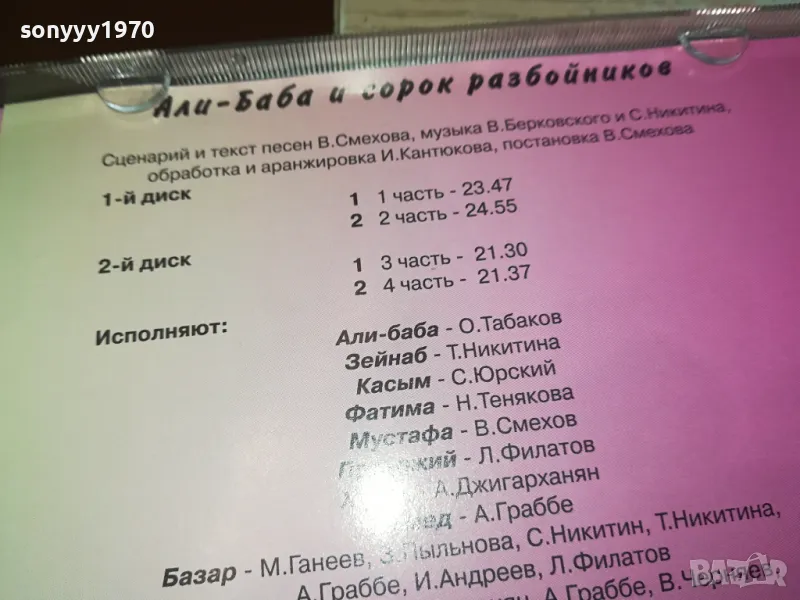 sonyyy1970
Али-Баба и сорок разбойников
Сценарий и текст песен В.Смехова, музыка В.Берковского и С.Никитина,
обработка и аранжировка И.Кантюкова, постановка В.Смехова
1-й диск 1 1 часть - 23.47
2 2 часть - 24.55
2-й диск 1 3 часть - 21.30
2 4 часть - 21.37
Исполняют: Али-баба - О.Табаков
Зейнаб - Т.Никитина
Касым - С.Юрский
Фатима - Н.Тенякова
Мустафа - В.Смехов
- Л.Филатов
А.Джигарханян
- А.Граббе
Базар - М.Ганеев, З.Пыльнова, С.Никитин, Т.Никитина,
А.Граббе, И.Андреев, Л.Филатов
А.Граббе, В.
BAZAR